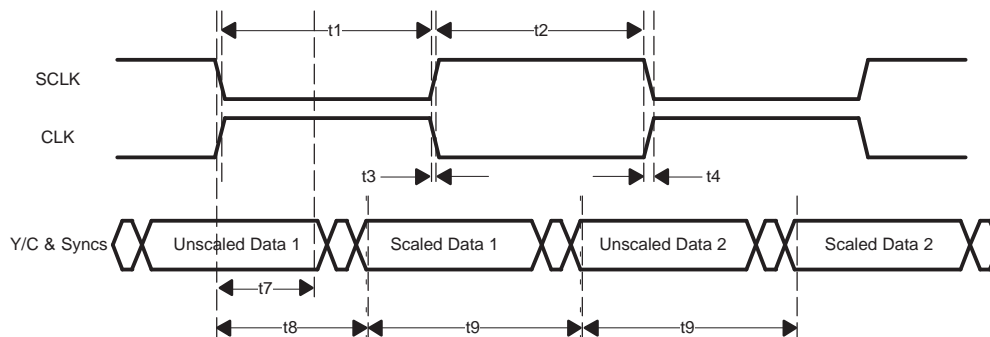 t1
t2
SCLK
CLK
t3
t4
Y/C & Syncs
Unscaled Data 1
Scaled Data 1
Unscaled Data 2
Scaled Data 2
t7
t8
t9
t9